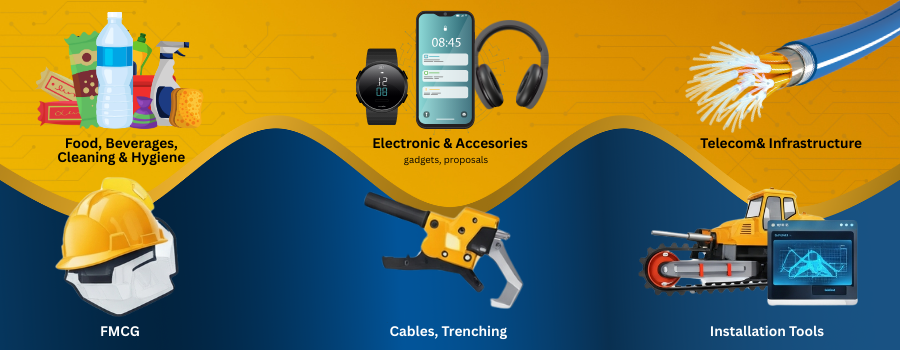 08:45
12
08
Food, Beverages,
Cleaning & Hygiene
Electronic & Accesories
gadgets, proposals
Telecom& Infrastructure
FMCG
Cables, Trenching
Installation Tools